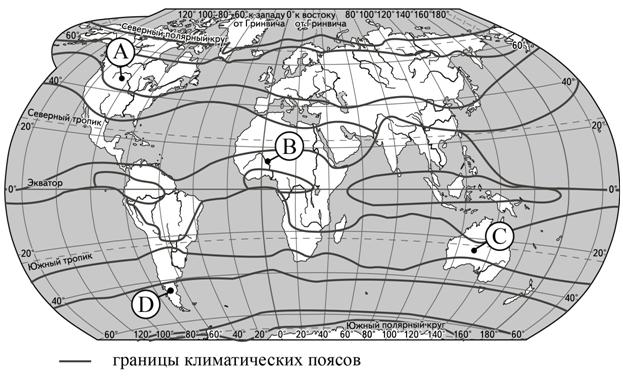 120° 100° 80° 60° к западу 0° к востоку 80° 100° 120° 140° 160° 180°
от Гринвича от Гринвича
Северный полярный круг
60° 60°
A
40° 40°
Северный тропик
20° 20°
B
Экватор
0° 0°
C
20° 20°
Южный тропик
D
40° 40°
Южный полярный круг
60° 120° 100° 80° 60° 40° 20° 0° 20° 40° 60° 80° 100° 120° 140° 160° 180° 60°
границы климатических поясов